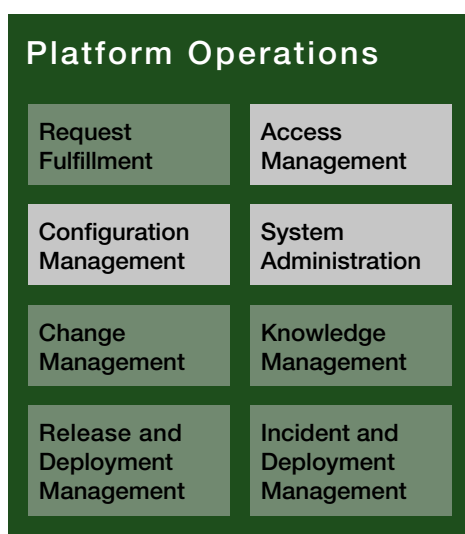 Platform Operations
Request
Fulfillment
Access
Management
Configuration
Management
System
Administration
Change
Management
Knowledge
Management
Release and
Deployment
Management
Incident and
Deployment
Management